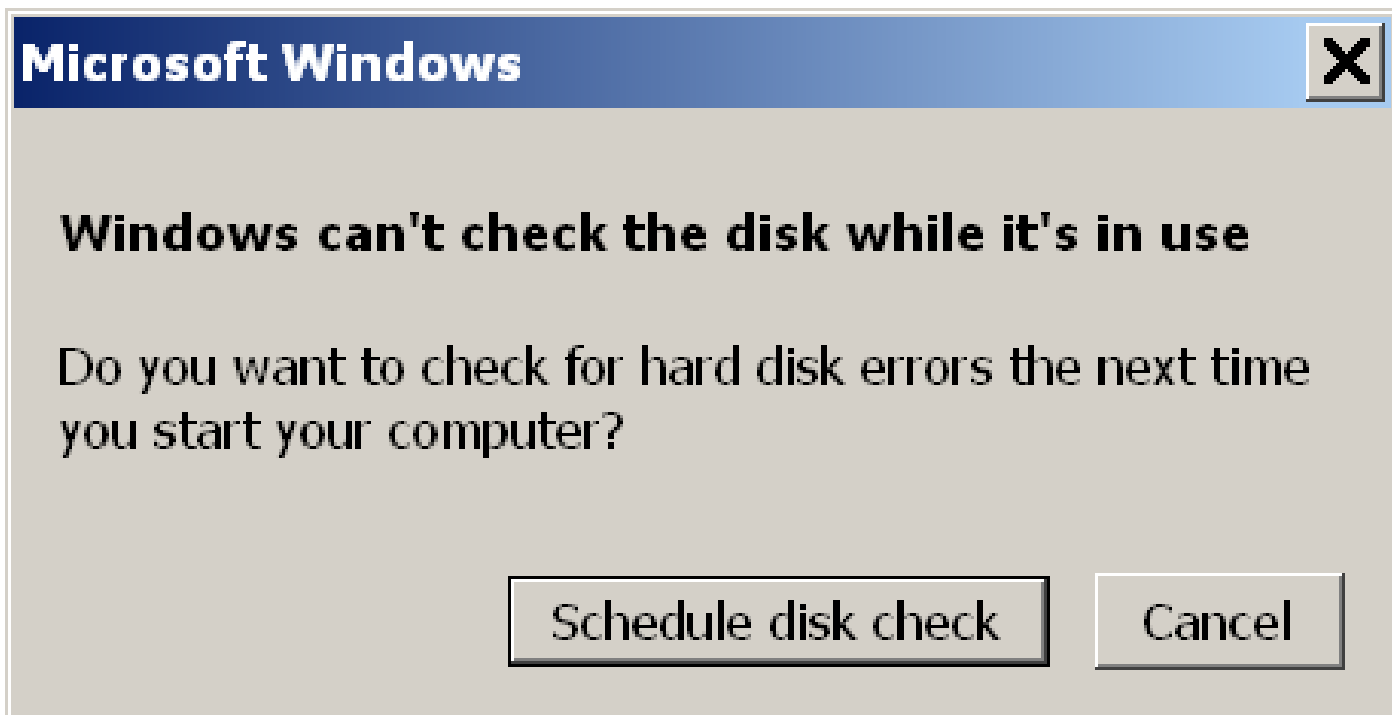 Microsoft Windows
Windows can't check the disk while it's in use
Do you want to check for hard disk errors the next time
you start your computer?
Schedule disk check
Cancel